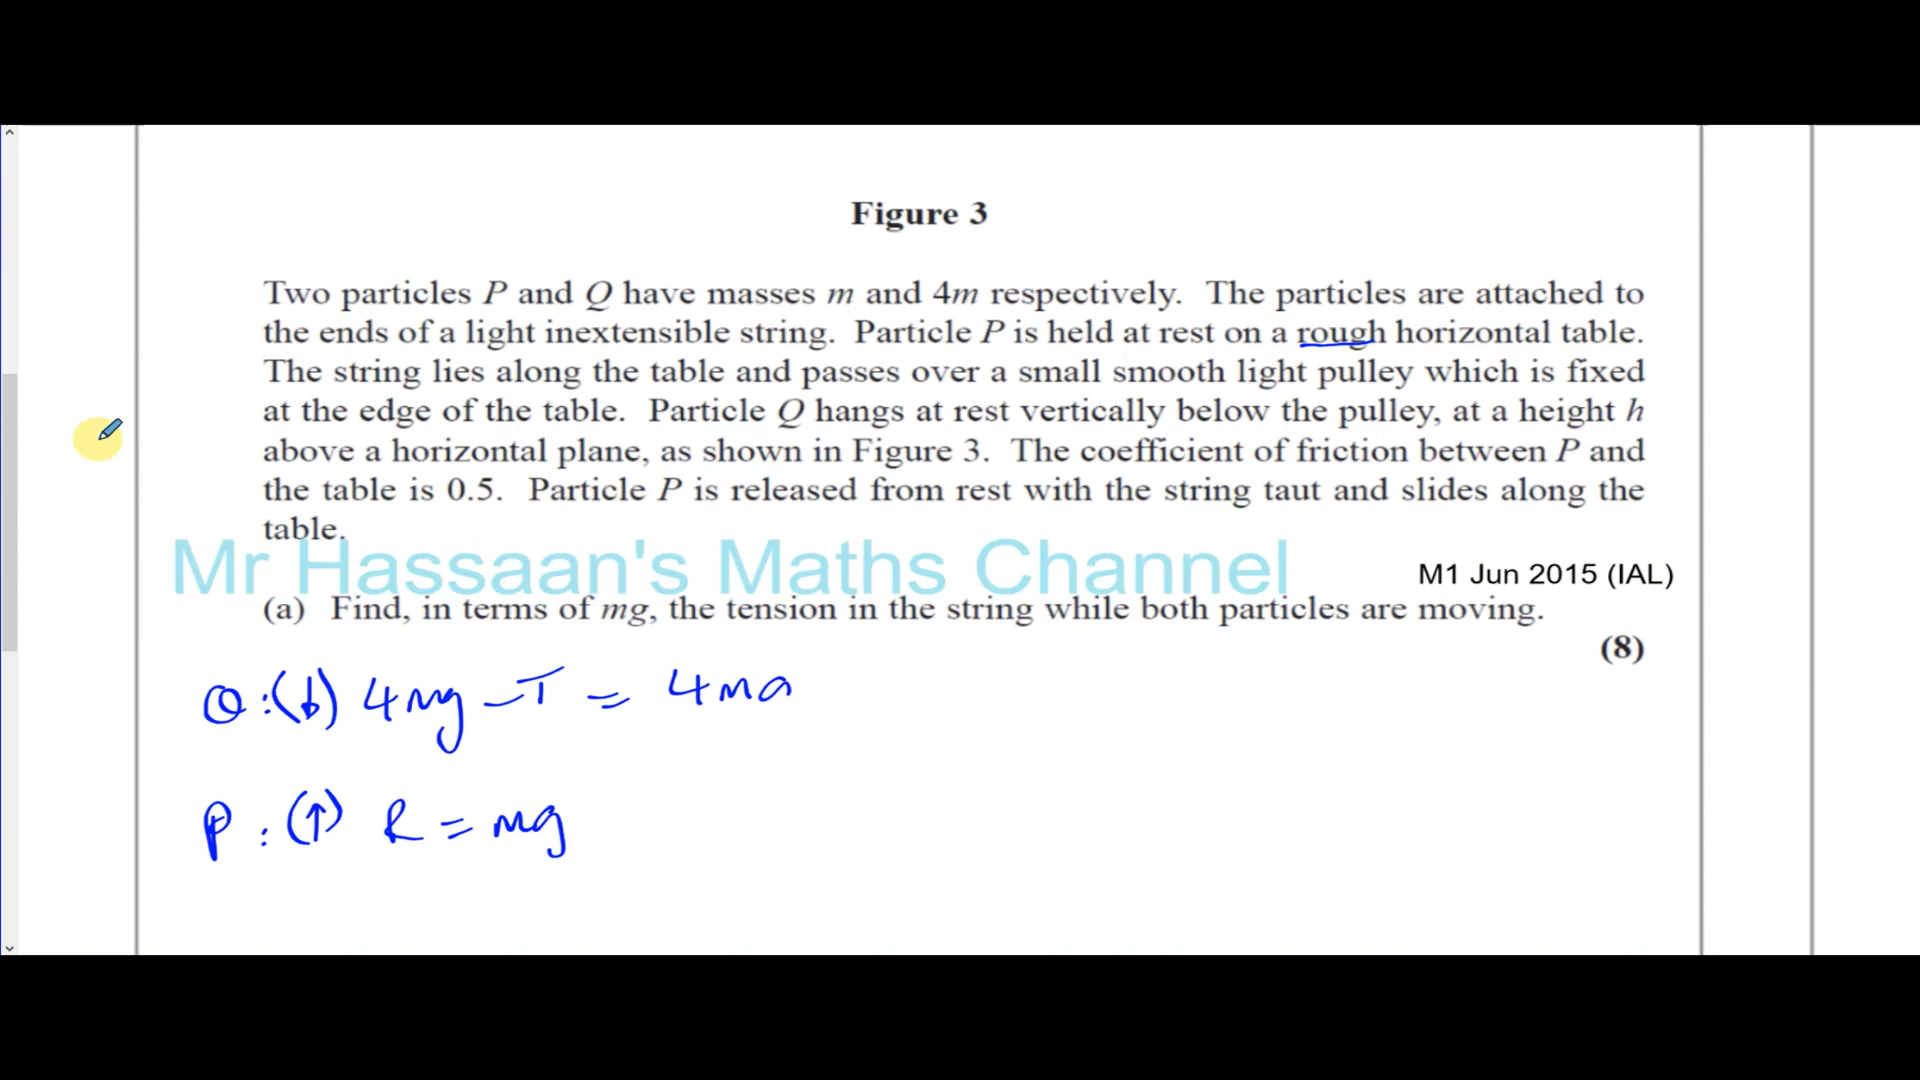 Figure 3
Two particles P and Q have masses m and 4m respectively. The particles are attached to
the ends of a light inextensible string. Particle P is held at rest on a rough horizontal table.
The string lies along the table and passes over a small smooth light pulley which is fixed
at the edge of the table. Particle Q hangs at rest vertically below the pulley, at a height h
above a horizontal plane, as shown in Figure 3. The coefficient of friction between P and
the table is 0.5. Particle P is released from rest with the string taut and slides along the
table.
Mr Hassaan's Maths Channel
M1 Jun 2015 (IAL)
(a) Find, in terms of mg, the tension in the string while both particles are moving.
(8)
Q : (↓) 4mg - T = 4ma
P : (↑) R = mg